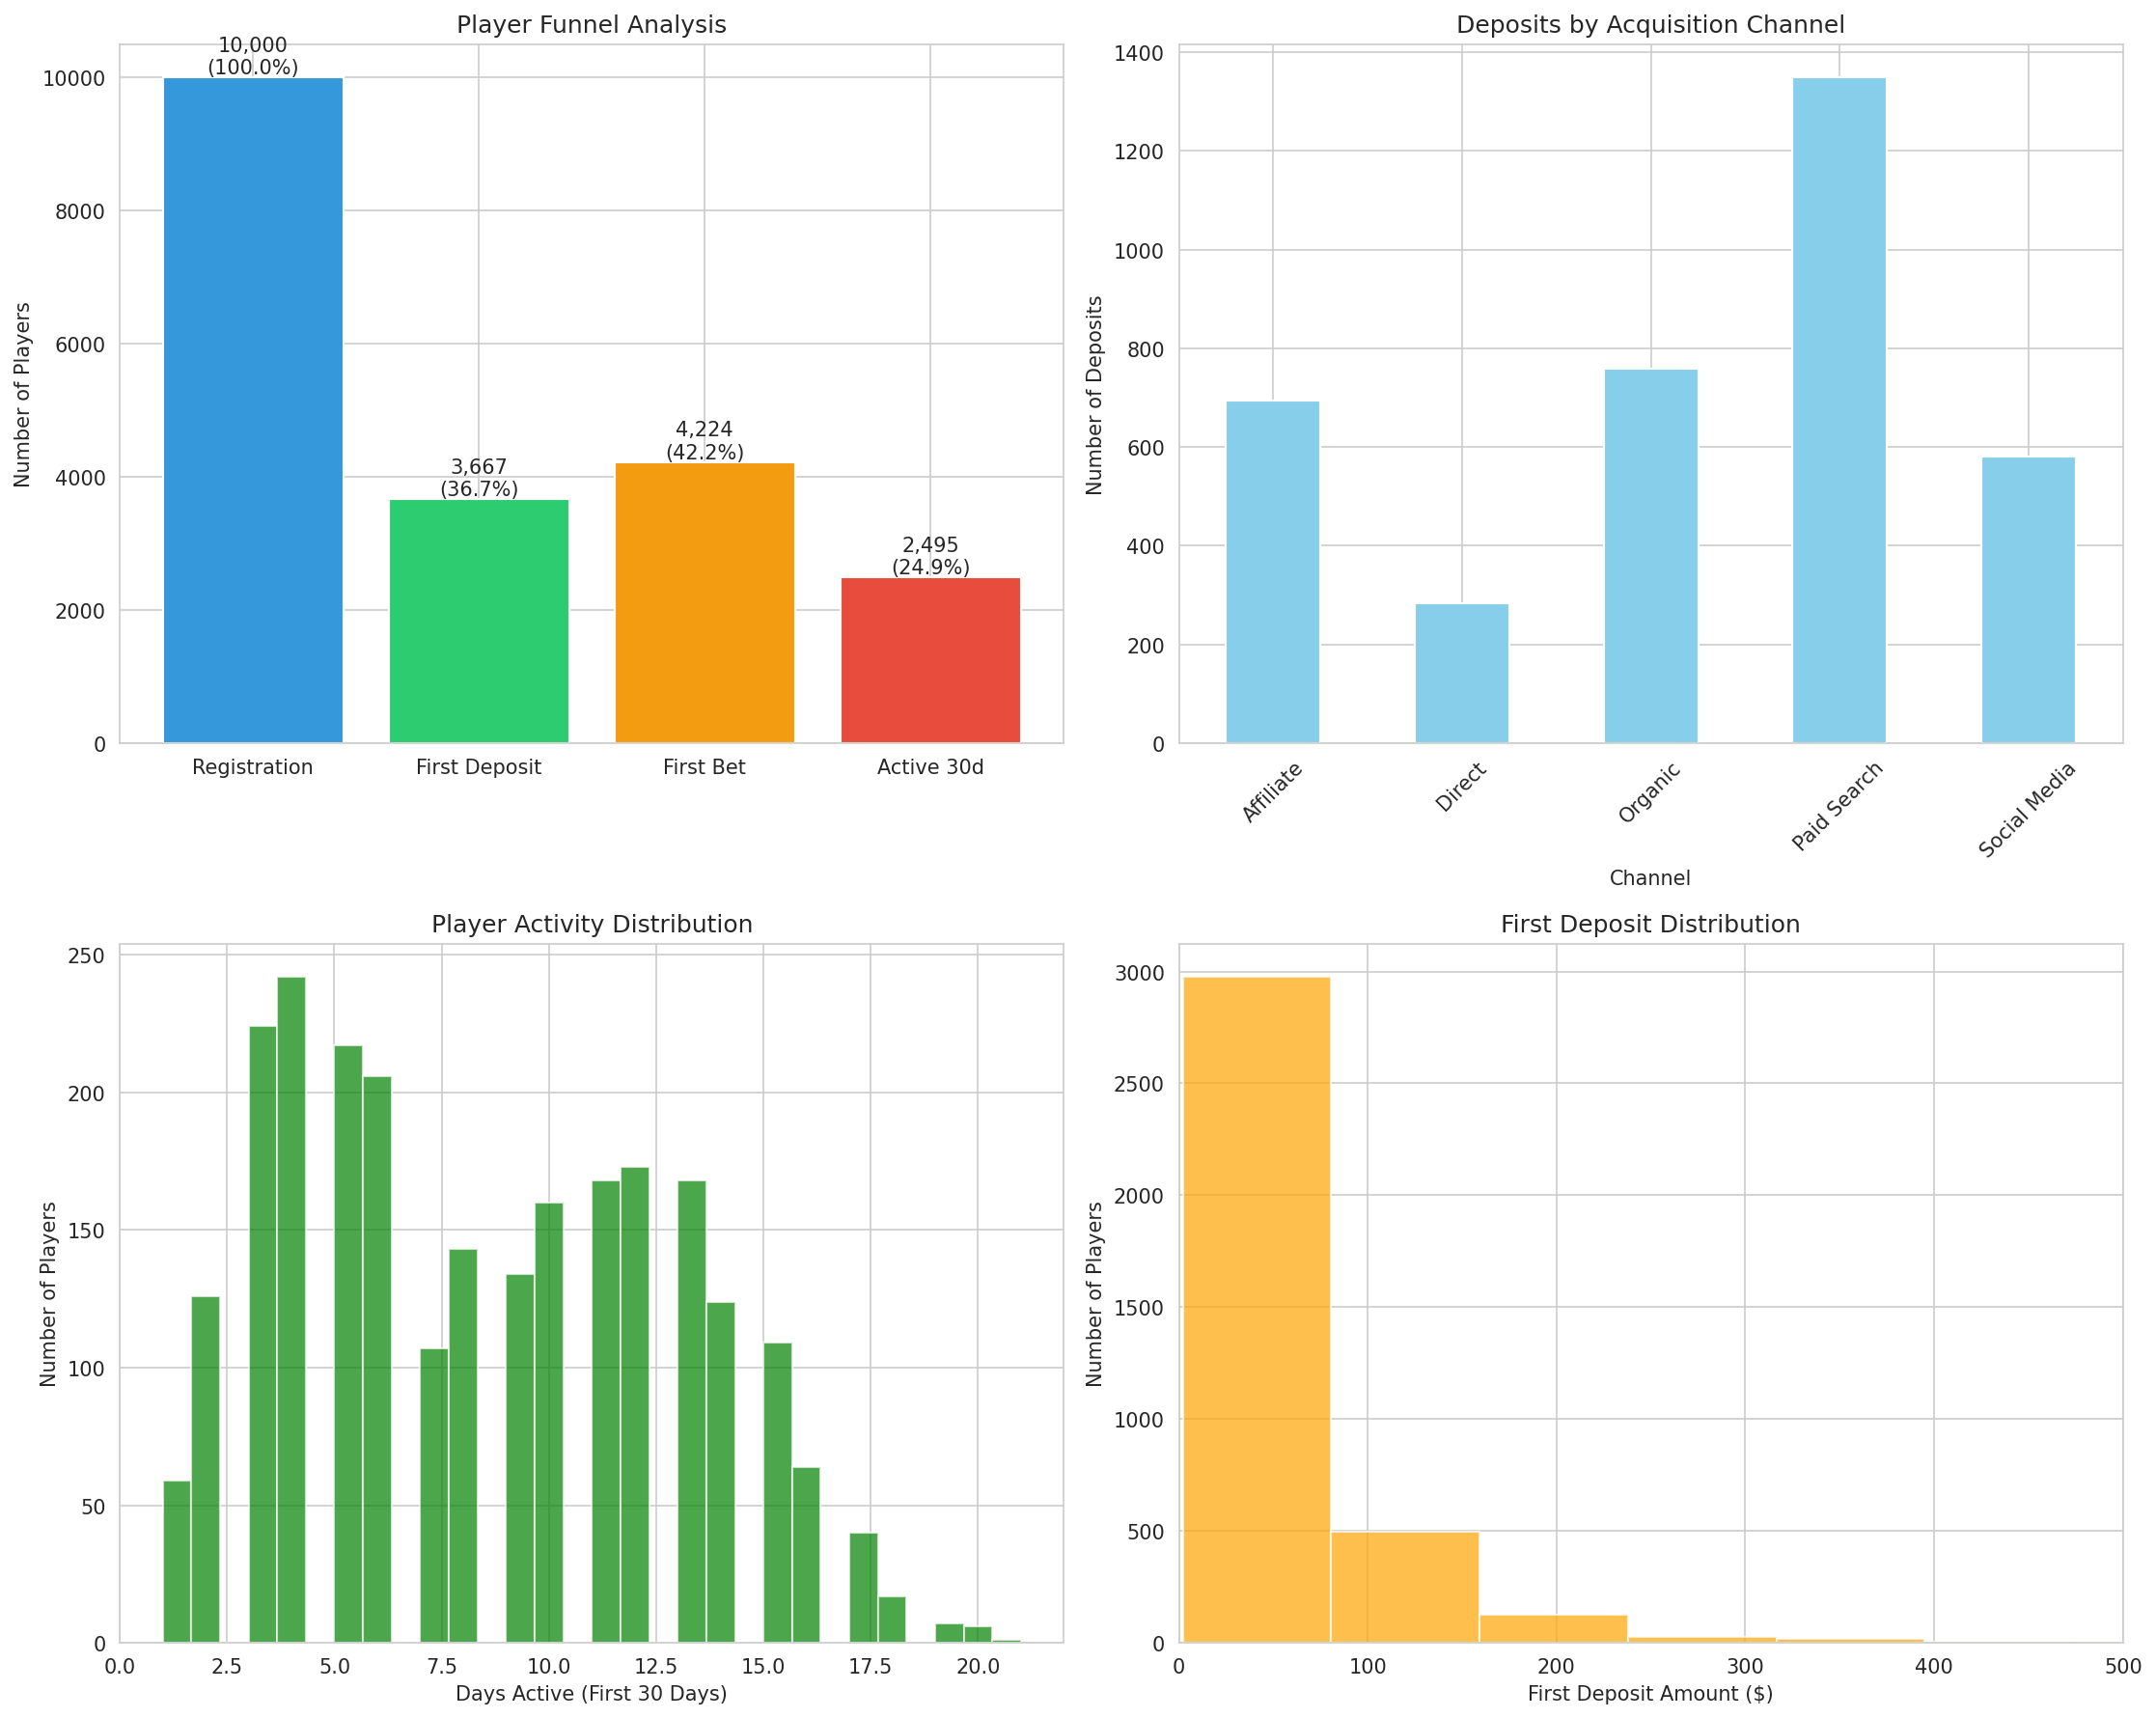 Player Funnel Analysis
10,000
(100.0%)
3,667
(36.7%)
4,224
(42.2%)
2,495
(24.9%)
10000
8000
6000
4000
2000
0
Number of Players
Registration
First Deposit
First Bet
Active 30d
Deposits by Acquisition Channel
1400
1200
1000
800
600
400
200
0
Number of Deposits
Affiliate
Direct
Organic
Paid Search
Social Media
Channel
Player Activity Distribution
250
200
150
100
50
0
Number of Players
0.0
2.5
5.0
7.5
10.0
12.5
15.0
17.5
20.0
Days Active (First 30 Days)
First Deposit Distribution
3000
2500
2000
1500
1000
500
0
Number of Players
0
100
200
300
400
500
First Deposit Amount ($)